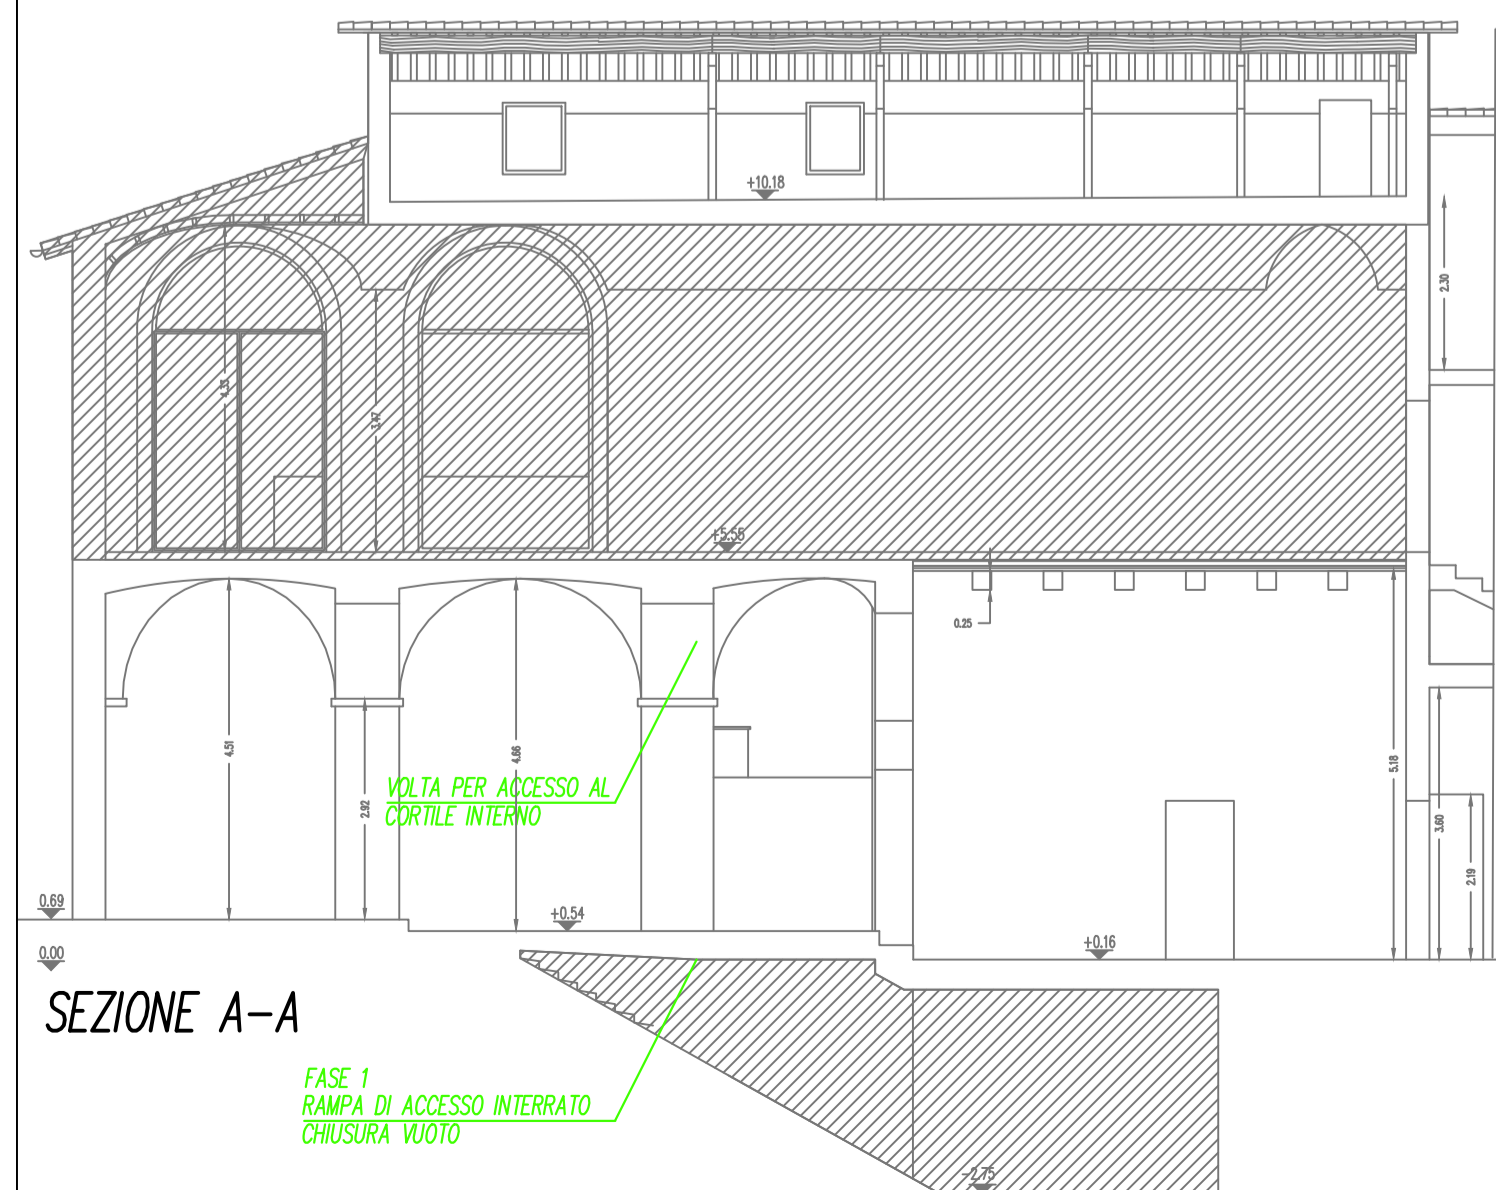 +10.18
2.30
4.33
3.47
+5.55
0.25
4.51
4.66
2.92
VOLTA PER ACCESSO AL
CORTILE INTERNO
5.18
3.60
2.19
0.69
+0.54
+0.16
0.00
SEZIONE A-A
FASE 1
RAMPA DI ACCESSO INTERRATO
CHIUSURA VUOTO
-2.75